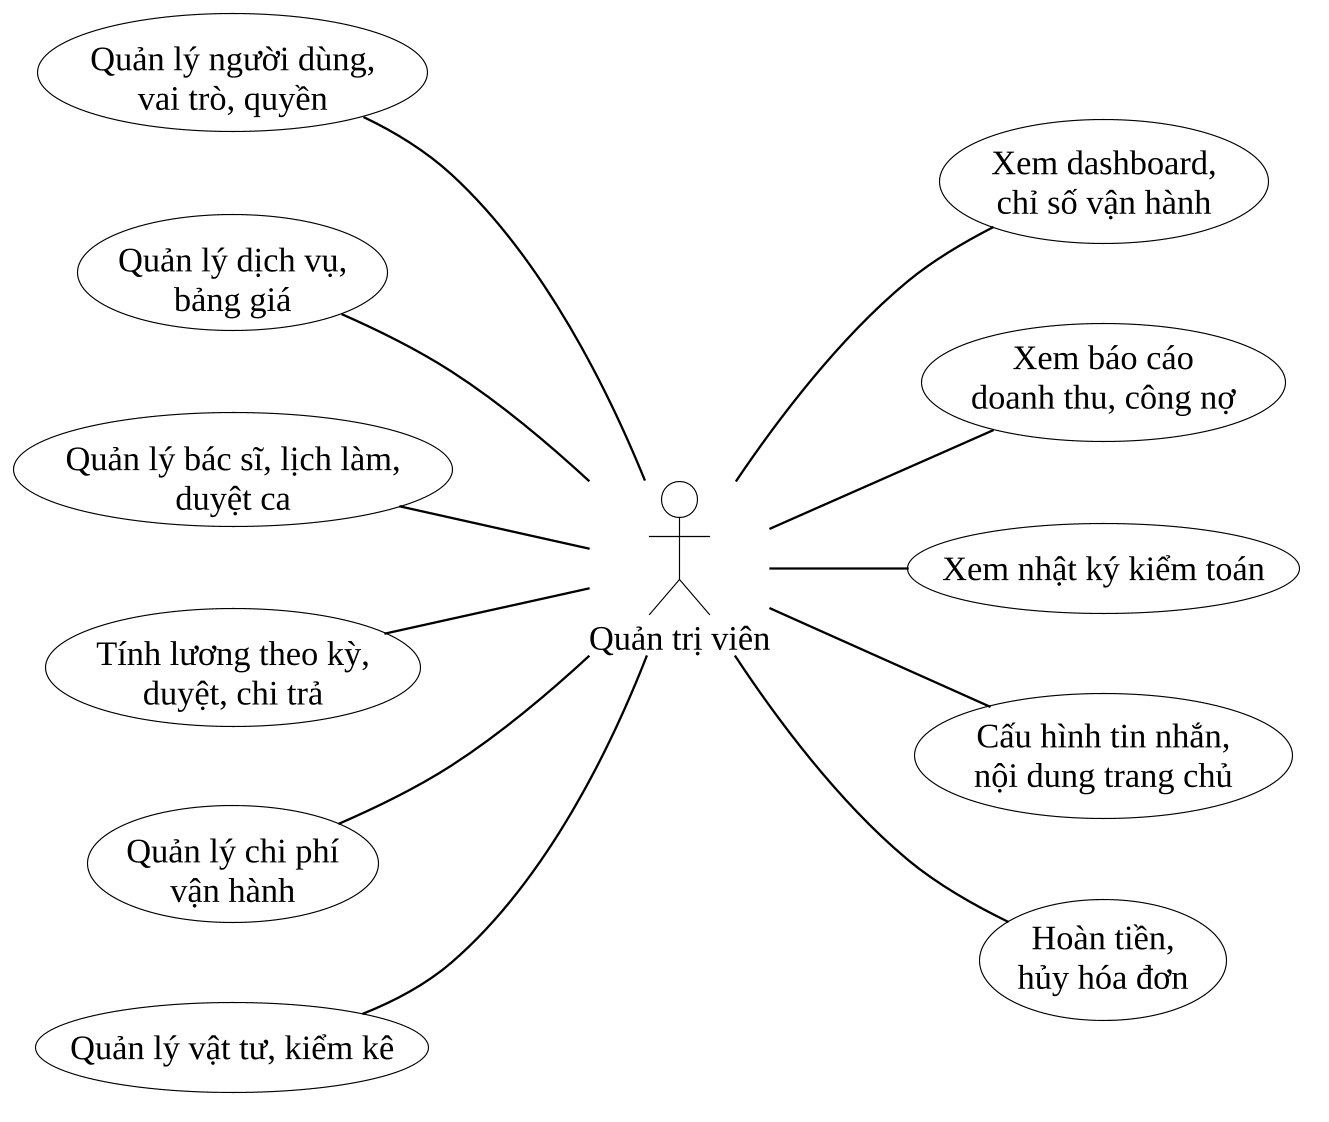 Quản lý người dùng,
vai trò, quyền
Quản lý dịch vụ,
bảng giá
Quản lý bác sĩ, lịch làm,
duyệt ca
Tính lương theo kỳ,
duyệt, chi trả
Quản lý chi phí
vận hành
Quản lý vật tư, kiểm kê
Quản trị viên
Xem dashboard,
chỉ số vận hành
Xem báo cáo
doanh thu, công nợ
Xem nhật ký kiểm toán
Cấu hình tin nhắn,
nội dung trang chủ
Hoàn tiền,
hủy hóa đơn